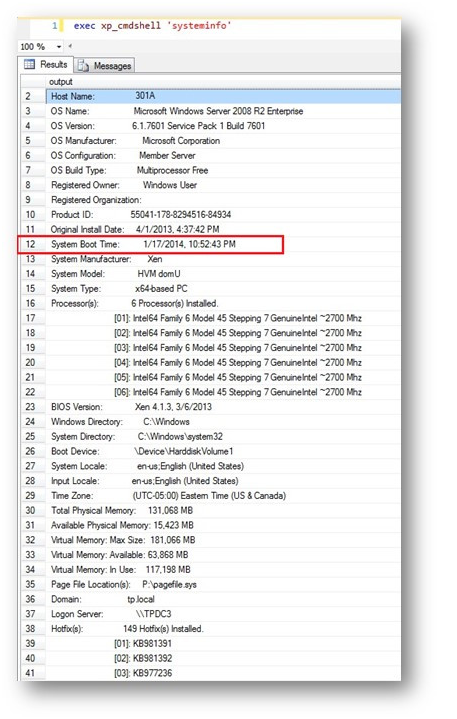 1 exec xp_cmdshell 'systeminfo'
100 %
Results Messages
output
2 Host Name: 301A
3 OS Name: Microsoft Windows Server 2008 R2 Enterprise
4 OS Version: 6.1.7601 Service Pack 1 Build 7601
5 OS Manufacturer: Microsoft Corporation
6 OS Configuration: Member Server
7 OS Build Type: Multiprocessor Free
8 Registered Owner: Windows User
9 Registered Organization:
10 Product ID: 55041-178-8294516-84934
11 Original Install Date: 4/1/2013, 4:37:42 PM
12 System Boot Time: 1/17/2014, 10:52:43 PM
13 System Manufacturer: Xen
14 System Model: HVM domU
15 System Type: x64-based PC
16 Processor(s): 6 Processor(s) Installed.
17 [01]: Intel64 Family 6 Model 45 Stepping 7 GenuineIntel ~2700 Mhz
18 [02]: Intel64 Family 6 Model 45 Stepping 7 GenuineIntel ~2700 Mhz
19 [03]: Intel64 Family 6 Model 45 Stepping 7 GenuineIntel ~2700 Mhz
20 [04]: Intel64 Family 6 Model 45 Stepping 7 GenuineIntel ~2700 Mhz
21 [05]: Intel64 Family 6 Model 45 Stepping 7 GenuineIntel ~2700 Mhz
22 [06]: Intel64 Family 6 Model 45 Stepping 7 GenuineIntel ~2700 Mhz
23 BIOS Version: Xen 4.1.3, 3/6/2013
24 Windows Directory: C:\Windows
25 System Directory: C:\Windows\system32
26 Boot Device: \Device\HarddiskVolume1
27 System Locale: en-us;English (United States)
28 Input Locale: en-us;English (United States)
29 Time Zone: (UTC-05:00) Eastern Time (US & Canada)
30 Total Physical Memory: 131,068 MB
31 Available Physical Memory: 15,423 MB
32 Virtual Memory: Max Size: 181,066 MB
33 Virtual Memory: Available: 63,868 MB
34 Virtual Memory: In Use: 117,198 MB
35 Page File Location(s): P:\pagefile.sys
36 Domain: tp.local
37 Logon Server: \\TPDC3
38 Hotfix(s): 149 Hotfix(s) Installed.
39 [01]: KB981391
40 [02]: KB981392
41 [03]: KB977236